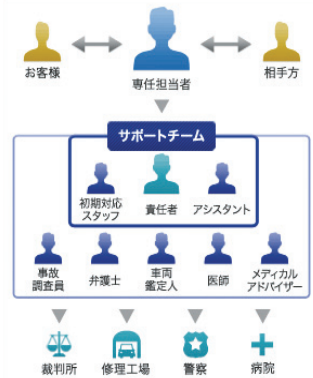 お客様
専任担当者
相手方
サポートチーム
初期対応
スタッフ
責任者
アシスタント
事故
調査員
弁護士
車両
鑑定人
医師
メディカル
アドバイザー
裁判所
修理工場
警察
病院